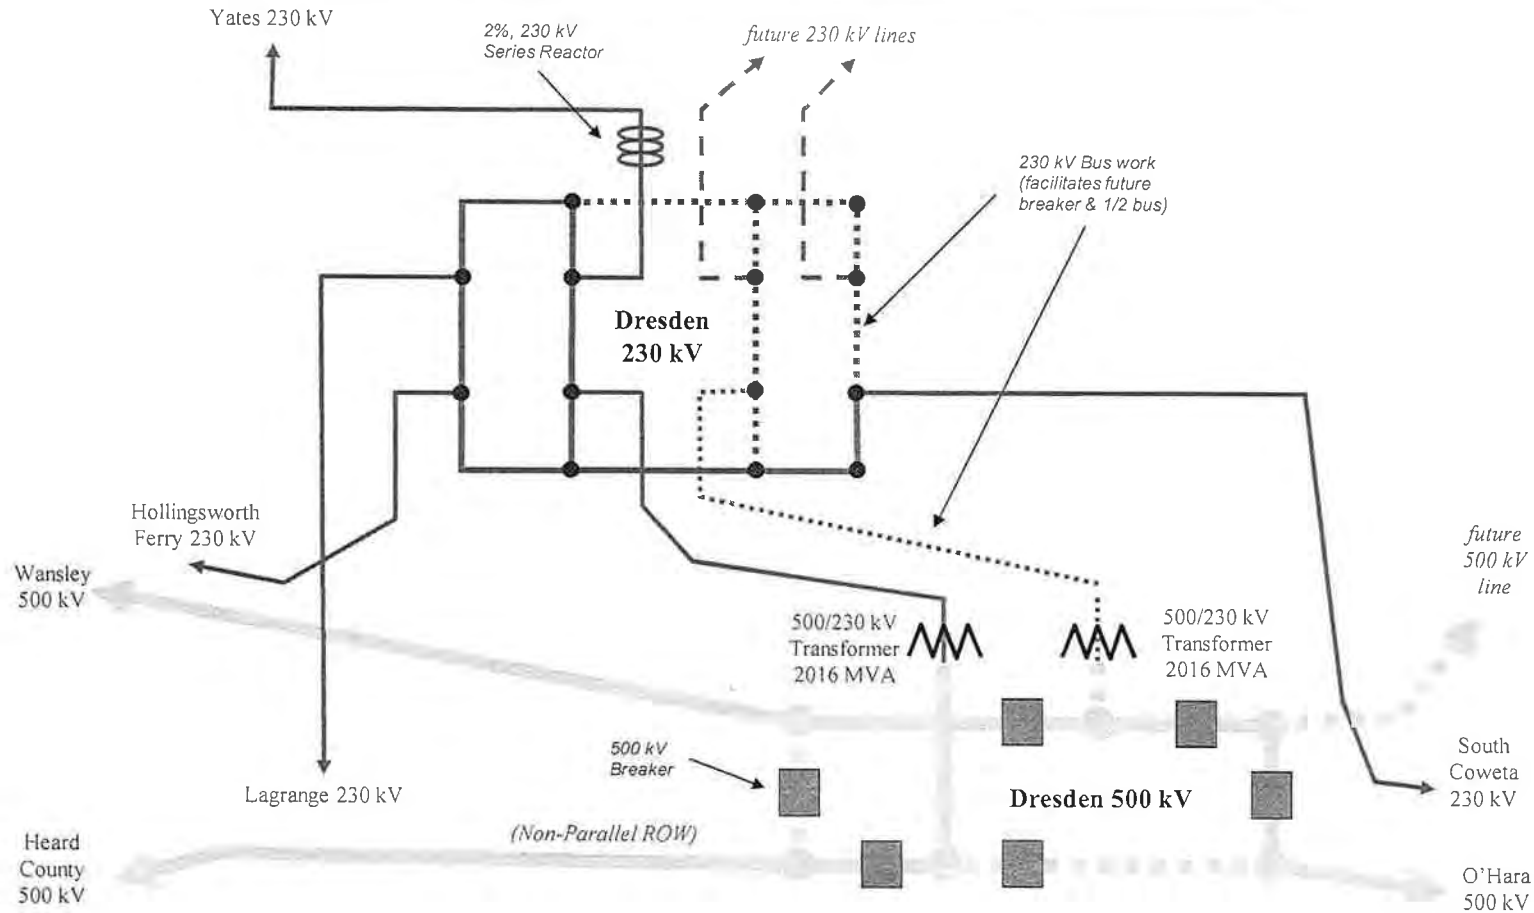 Yates 230 kV
2%, 230 kV
Series Reactor
future 230 kV lines
230 kV Bus work
(facilitates future
breaker & 1/2 bus)
Dresden
230 kV
Hollingsworth
Ferry 230 kV
Wansley
500 kV
future
500 kV
line
500/230 kV
Transformer
2016 MVA
500/230 kV
Transformer
2016 MVA
500 kV
Breaker
Lagrange 230 kV
Dresden 500 kV
South
Coweta
230 kV
(Non-Parallel ROW)
Heard
County
500 kV
O'Hara
500 kV